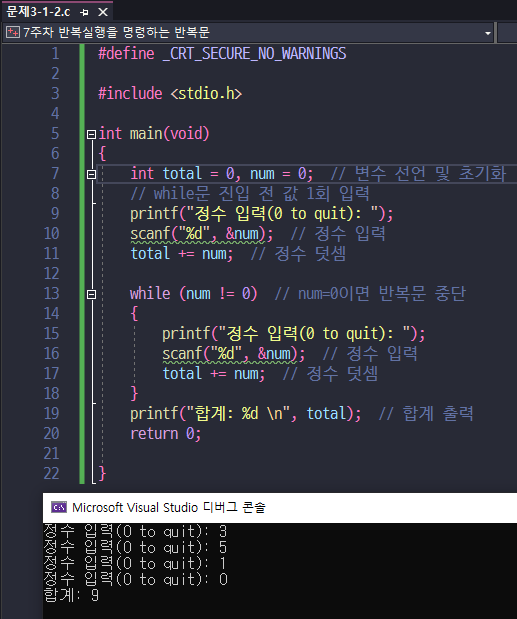 문제3-1-2.c
7주차 반복실행을 명령하는 반복문
1 #define _CRT_SECURE_NO_WARNINGS
2
3 #include <stdio.h>
4
5 int main(void)
6 {
7 int total = 0, num = 0;  // 변수 선언 및 초기화
8 // while문 진입 전 값 1회 입력
9 printf("정수 입력(0 to quit): ");
10 scanf("%d", &num);  // 정수 입력
11 total += num;  // 정수 덧셈
12
13 while (num != 0)  // num=0이면 반복문 중단
14 {
15 printf("정수 입력(0 to quit): ");
16 scanf("%d", &num);  // 정수 입력
17 total += num;  // 정수 덧셈
18 }
19 printf("합계: %d \n", total);  // 합계 출력
20 return 0;
21
22 }
Microsoft Visual Studio 디버그 콘솔
정수 입력(0 to quit): 3
정수 입력(0 to quit): 5
정수 입력(0 to quit): 1
정수 입력(0 to quit): 0
합계: 9